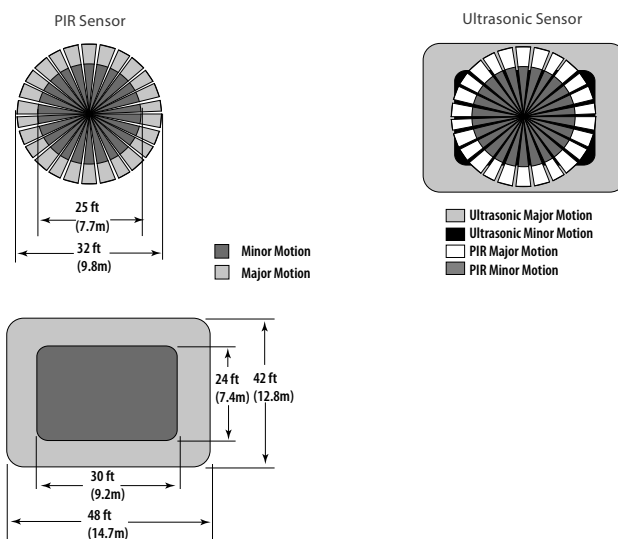 PIR Sensor
25 ft
(7.7m)
32 ft
(9.8m)
Minor Motion
Major Motion
Ultrasonic Sensor
Ultrasonic Major Motion
Ultrasonic Minor Motion
PIR Major Motion
PIR Minor Motion
24 ft
(7.4m)
42 ft
(12.8m)
30 ft
(9.2m)
48 ft
(14.7m)